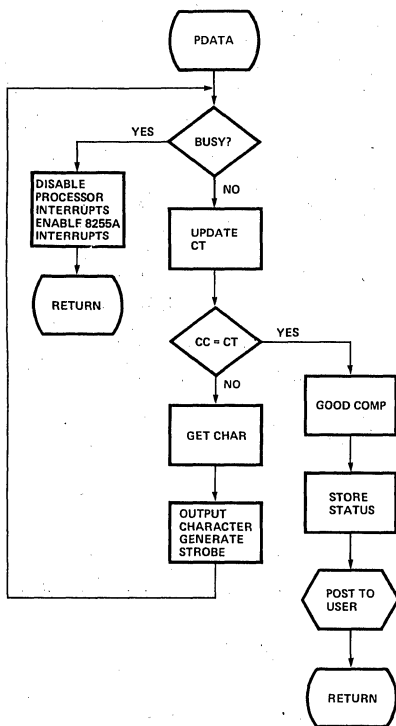 PDATA
BUSY?
YES
DISABLE
PROCESSOR
INTERRUPTS
ENABLE 8255A
INTERRUPTS
RETURN
NO
UPDATE
CT
CC = CT
YES
NO
GET CHAR
OUTPUT
CHARACTER
GENERATE
STROBE
GOOD COMP
STORE
STATUS
POST TO
USER
RETURN